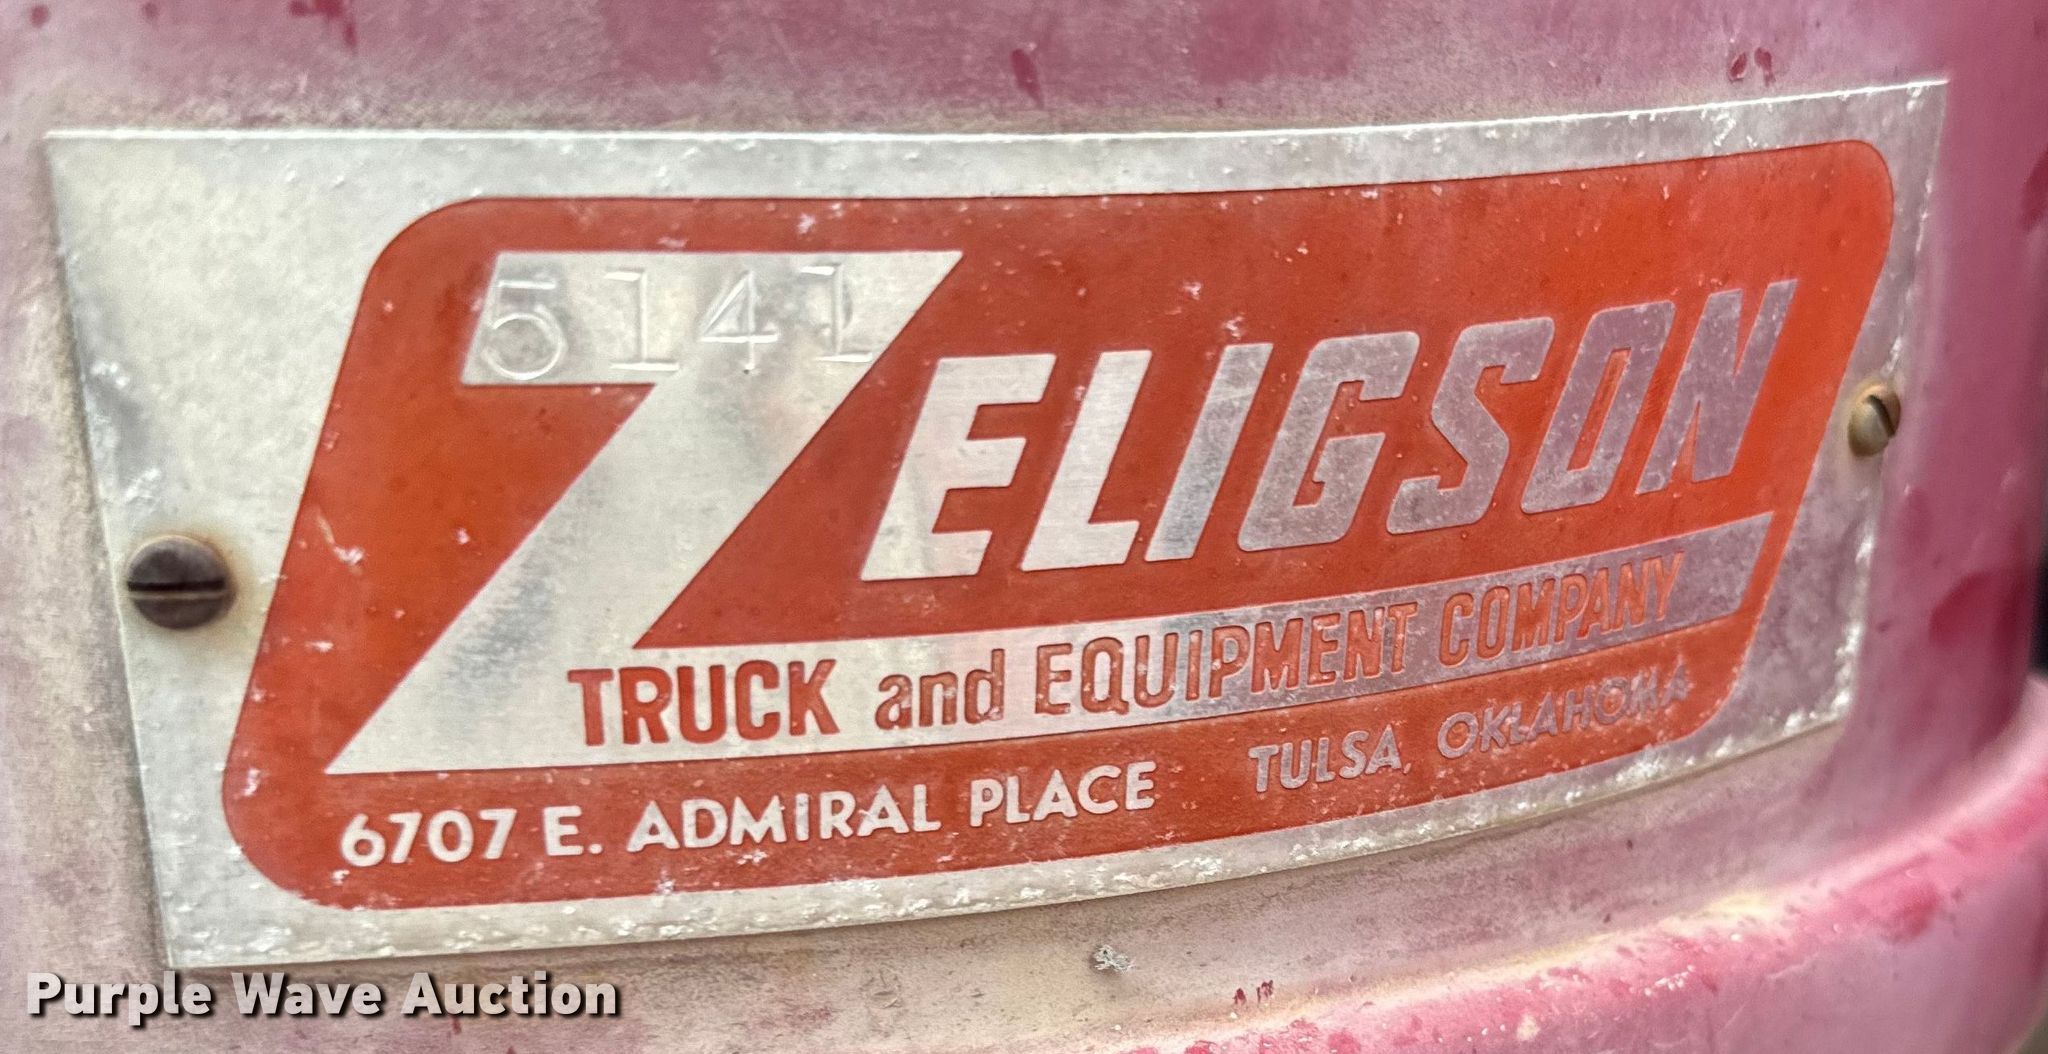 5141
ZELIGSON
TRUCK and EQUIPMENT COMPANY
6707 E. ADMIRAL PLACE TULSA, OKLAHOMA
Purple Wave Auction